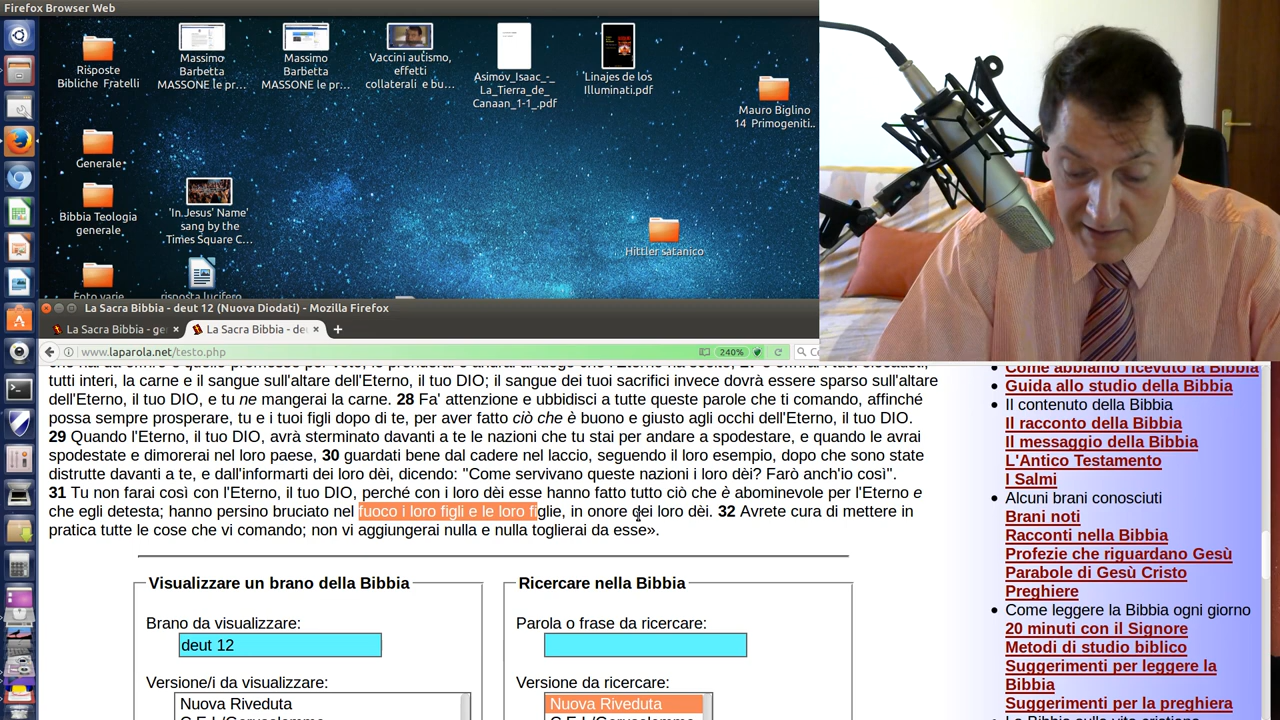 Firefox Browser Web
Risposte
Bibliche Fratelli
Massimo
Barbetta
MASSONE le pr...
Massimo
Barbetta
MASSONE le pr...
Vaccini autismo,
effetti
collaterali e bu...
Asimov_Isaac_-_
La_Tierra_de_
Canaan_1-1_.pdf
Linajes de los
Illuminati.pdf
Mauro Biglino
14 Primogeniti..
Generale
Bibbia Teologia
generale
'In Jesus' Name'
sang by the
Times Square C...
Hittler satanico
Foto varie
risposta lucifero
La Sacra Bibbia - deut 12 (Nuova Diodati) - Mozilla Firefox
La Sacra Bibbia - ge
La Sacra Bibbia - de
www.laparola.net/testo.php
240%
tutti interi, la carne e il sangue sull'altare dell'Eterno, il tuo DIO; il sangue dei tuoi sacrifici invece dovrà essere sparso sull'altare
dell'Eterno, il tuo DIO, e tu ne mangerai la carne. 28 Fa' attenzione e ubbidisci a tutte queste parole che ti comando, affinché
possa sempre prosperare, tu e i tuoi figli dopo di te, per aver fatto ciò che è buono e giusto agli occhi dell'Eterno, il tuo DIO.
29 Quando l'Eterno, il tuo DIO, avrà sterminato davanti a te le nazioni che tu stai per andare a spodestare, e quando le avrai
spodestate e dimorerai nel loro paese, 30 guardati bene dal cadere nel laccio, seguendo il loro esempio, dopo che sono state
distrutte davanti a te, e dall'informarti dei loro dèi, dicendo: "Come servivano queste nazioni i loro dèi? Farò anch'io così".
31 Tu non farai così con l'Eterno, il tuo DIO, perché con i loro dèi esse hanno fatto tutto ciò che è abominevole per l'Eterno e
che egli detesta; hanno persino bruciato nel fuoco i loro figli e le loro figlie, in onore dei loro dèi. 32 Avrete cura di mettere in
pratica tutte le cose che vi comando; non vi aggiungerai nulla e nulla toglierai da esse».
Visualizzare un brano della Bibbia
Brano da visualizzare:
deut 12
Versione/i da visualizzare:
Nuova Riveduta
Ricercare nella Bibbia
Parola o frase da ricercare:
Versione da ricercare:
Nuova Riveduta
Come abbiamo ricevuto la Bibbia
Guida allo studio della Bibbia
Il contenuto della Bibbia
Il racconto della Bibbia
Il messaggio della Bibbia
L'Antico Testamento
I Salmi
Alcuni brani conosciuti
Brani noti
Racconti nella Bibbia
Profezie che riguardano Gesù
Parabole di Gesù Cristo
Preghiere
Come leggere la Bibbia ogni giorno
20 minuti con il Signore
Metodi di studio biblico
Suggerimenti per leggere la
Bibbia
Suggerimenti per la preghiera